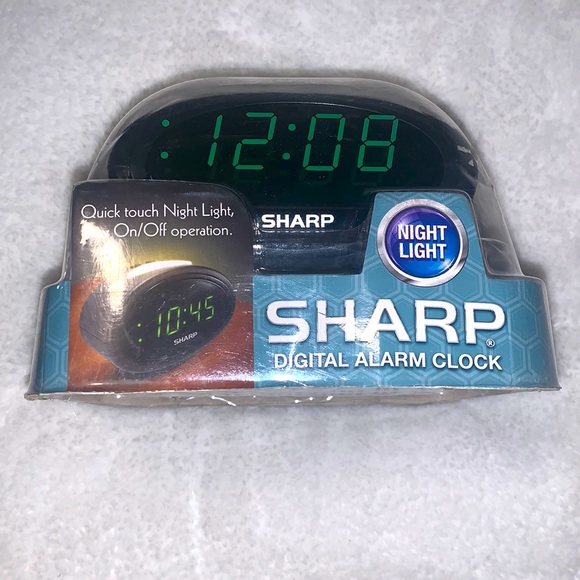 :12:08
SHARP
Quick touch Night Light,
On/Off operation.
NIGHT
LIGHT
:10:45
SHARP
SHARP®
DIGITAL ALARM CLOCK